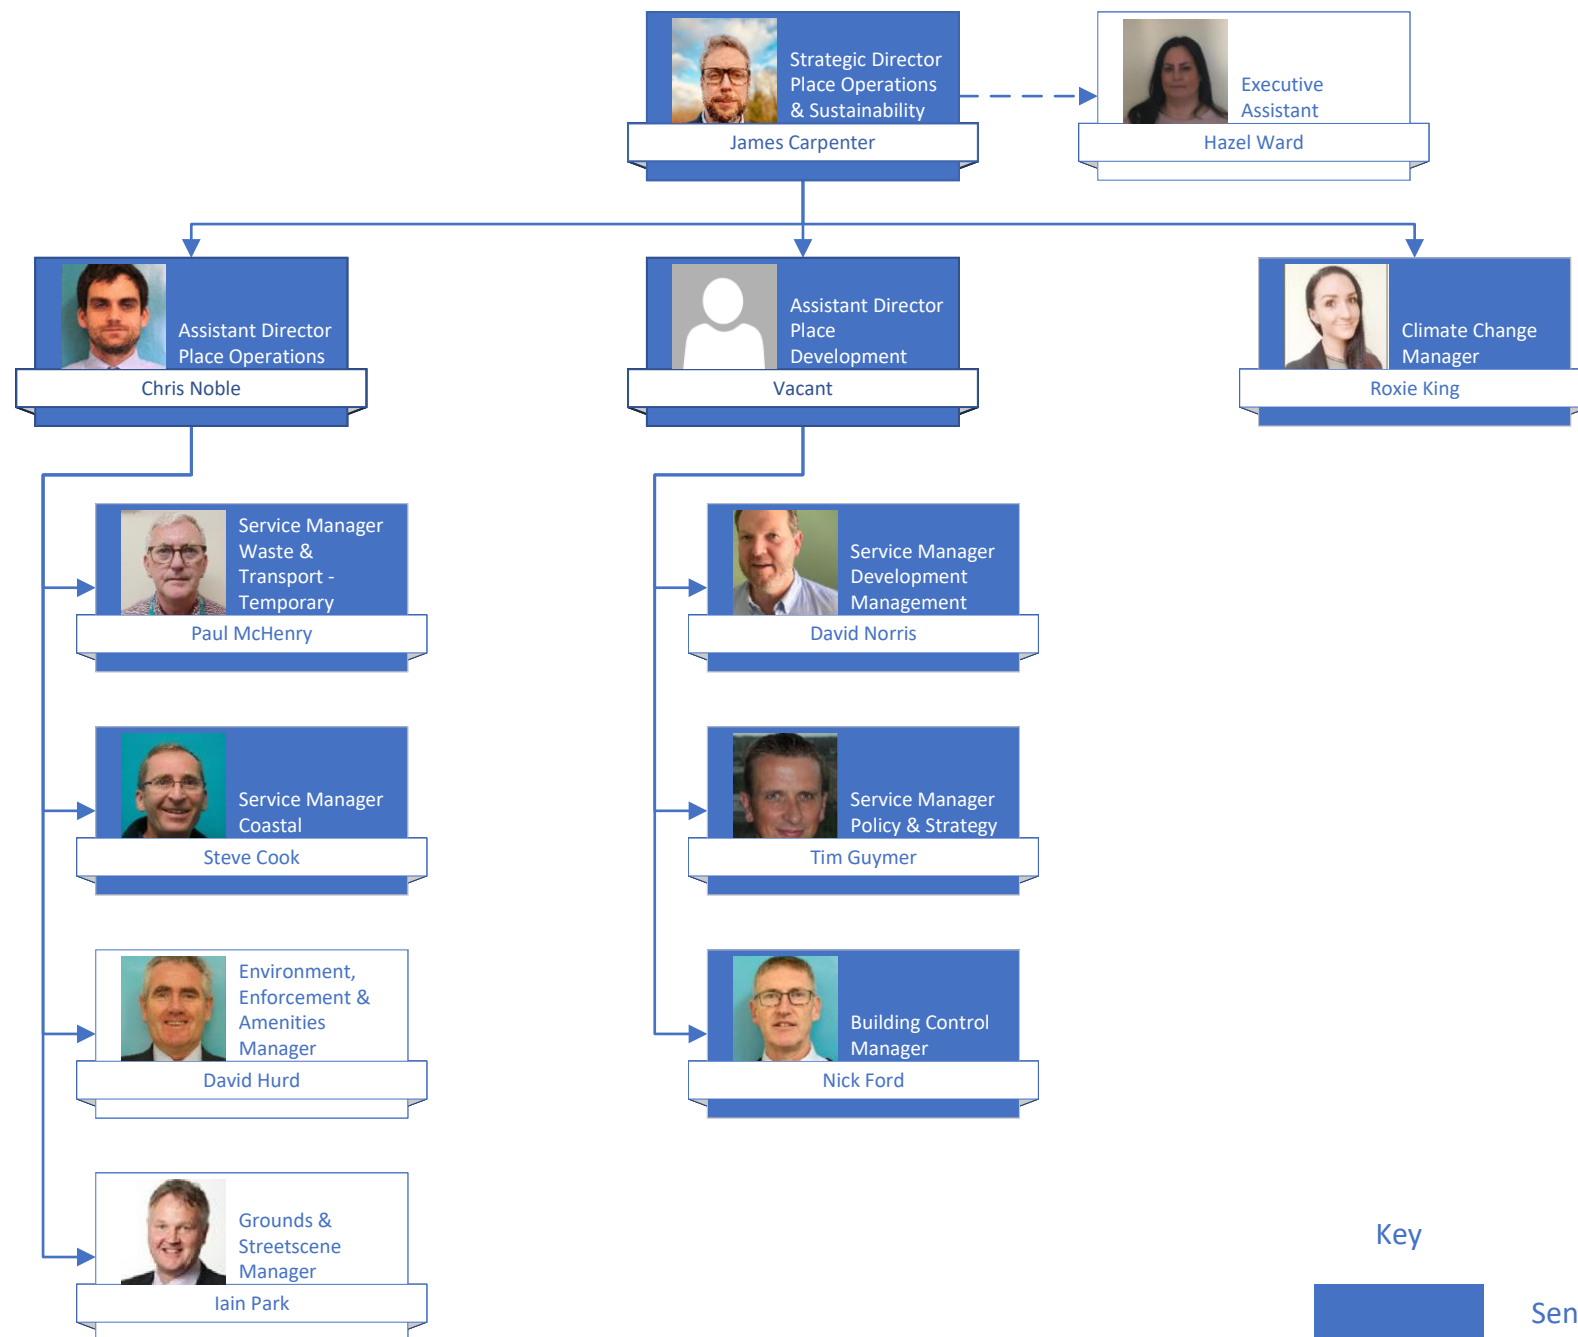 Strategic Director
Place Operations
& Sustainability
James Carpenter
Executive
Assistant
Hazel Ward
Assistant Director
Place Operations
Chris Noble
Assistant Director
Place
Development
Vacant
Climate Change
Manager
Roxie King
Service Manager
Waste &
Transport -
Temporary
Paul McHenry
Service Manager
Development
Management
David Norris
Service Manager
Coastal
Steve Cook
Service Manager
Policy & Strategy
Tim Guymer
Environment,
Enforcement &
Amenities
Manager
David Hurd
Building Control
Manager
Nick Ford
Grounds &
Streetscene
Manager
Iain Park
Key
Sen